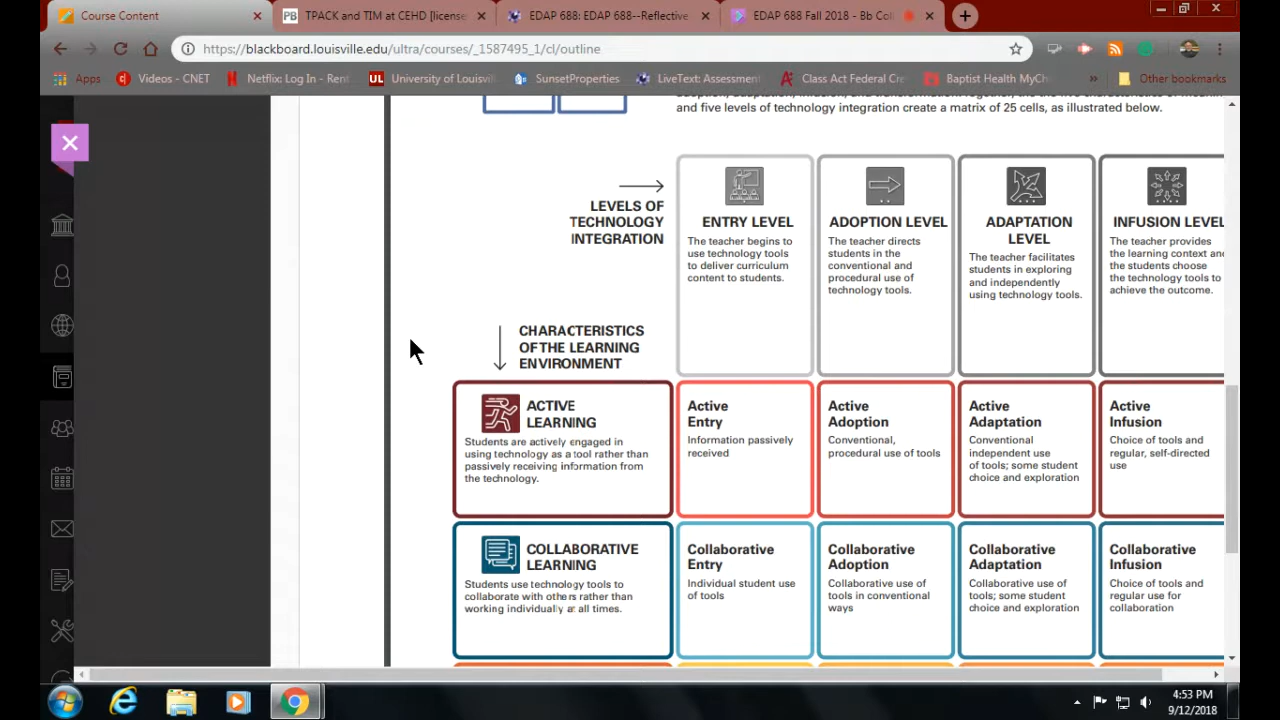 Course Content
TPACK and TIM at CEHD [license
EDAP 688: EDAP 688--Reflective
EDAP 688 Fall 2018 - Bb Col
https://blackboard.louisville.edu/ultra/courses/_1587495_1/cl/outline
Apps
Videos - CNET
Netflix Log In - Rent
University of Louisvil
SunsetProperties
LiveText: Assessment
Class Act Federal Cre
Baptist Health MyCh
»
Other bookmarks
and five levels of technology integration create a matrix of 25 cells, as illustrated below.
LEVELS OF
TECHNOLOGY
INTEGRATION
ENTRY LEVEL
The teacher begins to
use technology tools
to deliver curriculum
content to students.
ADOPTION LEVEL
The teacher directs
students in the
conventional and
procedural use of
technology tools.
ADAPTATION
LEVEL
The teacher facilitates
students in exploring
and independently
using technology tools.
INFUSION LEVEL
The teacher provides
the learning context and
the students choose
the technology tools to
achieve the outcome.
CHARACTERISTICS
OF THE LEARNING
ENVIRONMENT
ACTIVE
LEARNING
Students are actively engaged in
using technology as a tool rather than
passively receiving information from
the technology.
Active
Entry
Information passively
received
Active
Adoption
Conventional,
procedural use of tools
Active
Adaptation
Conventional
independent use
of tools; some student
choice and exploration
Active
Infusion
Choice of tools and
regular, self-directed
use
COLLABORATIVE
LEARNING
Students use technology tools to
collaborate with others rather than
working individually at all times.
Collaborative
Entry
Individual student use
of tools
Collaborative
Adoption
Collaborative use of
tools in conventional
ways
Collaborative
Adaptation
Collaborative use of
tools; some student
choice and exploration
Collaborative
Infusion
Choice of tools and
regular use for
collaboration
4:53 PM
9/12/2018